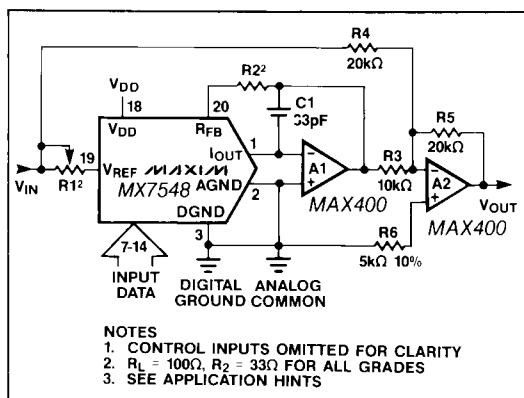 R4
20kΩ
VDD
18
VDD
20
RFB
R2²
C1
33pF
R5
20kΩ
IOUT
1
R3
10kΩ
19
VREF
MAXIM
MX7548
AGND
2
A1
MAX400
A2
VIN
R1²
VOUT
DGND
3
R6
5kΩ 10%
MAX400
7-14
INPUT
DATA
DIGITAL ANALOG
GROUND COMMON
NOTES
1. CONTROL INPUTS OMITTED FOR CLARITY
2. RL = 100Ω, R2 = 33Ω FOR ALL GRADES
3. SEE APPLICATION HINTS